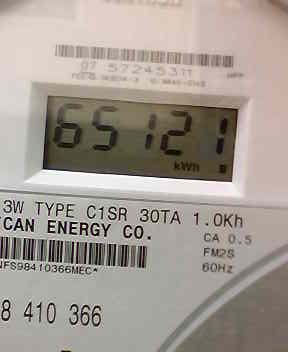 07 57245311
65121
kWh
3W TYPE C1SR 30TA 1.0Kh
CAN ENERGY CO.
CA 0.5
FM2S
60Hz
NFS98410366MEC*
8 410 366